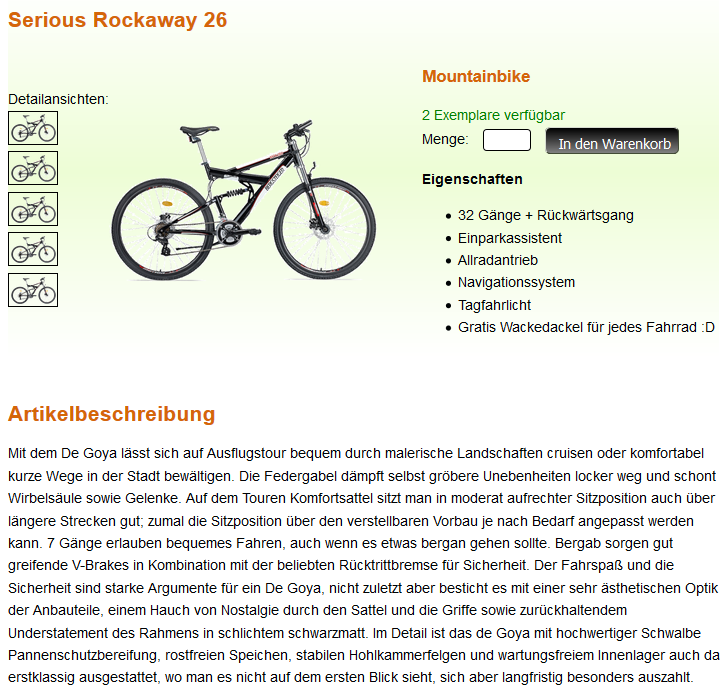 Serious Rockaway 26
Mountainbike
Detailansichten:
2 Exemplare verfügbar
Menge:
In den Warenkorb
Eigenschaften
32 Gänge + Rückwärtsgang
Einparkassistent
Allradantrieb
Navigationssystem
Tagfahrlicht
Gratis Wackedackel für jedes Fahrrad :D
Artikelbeschreibung
Mit dem De Goya lässt sich auf Ausflugstour bequem durch malerische Landschaften cruisen oder komfortabel
kurze Wege in der Stadt bewältigen. Die Federgabel dämpft selbst gröbere Unebenheiten locker weg und schont
Wirbelsäule sowie Gelenke. Auf dem Touren Komfortsattel sitzt man in moderat aufrechter Sitzposition auch über
längere Strecken gut; zumal die Sitzposition über den verstellbaren Vorbau je nach Bedarf angepasst werden
kann. 7 Gänge erlauben bequemes Fahren, auch wenn es etwas bergan gehen sollte. Bergab sorgen gut
greifende V-Brakes in Kombination mit der beliebten Rücktrittbremse für Sicherheit. Der Fahrspaß und die
Sicherheit sind starke Argumente für ein De Goya, nicht zuletzt aber besticht es mit einer sehr ästhetischen Optik
der Anbauteile, einem Hauch von Nostalgie durch den Sattel und die Griffe sowie zurückhaltendem
Understatement des Rahmens in schlichtem schwarzmatt. Im Detail ist das de Goya mit hochwertiger Schwalbe
Pannenschutzbereifung, rostfreien Speichen, stabilen Hohlkammerfelgen und wartungsfreiem Innenlager auch da
erstklassig ausgestattet, wo man es nicht auf dem ersten Blick sieht, sich aber langfristig besonders auszahlt.